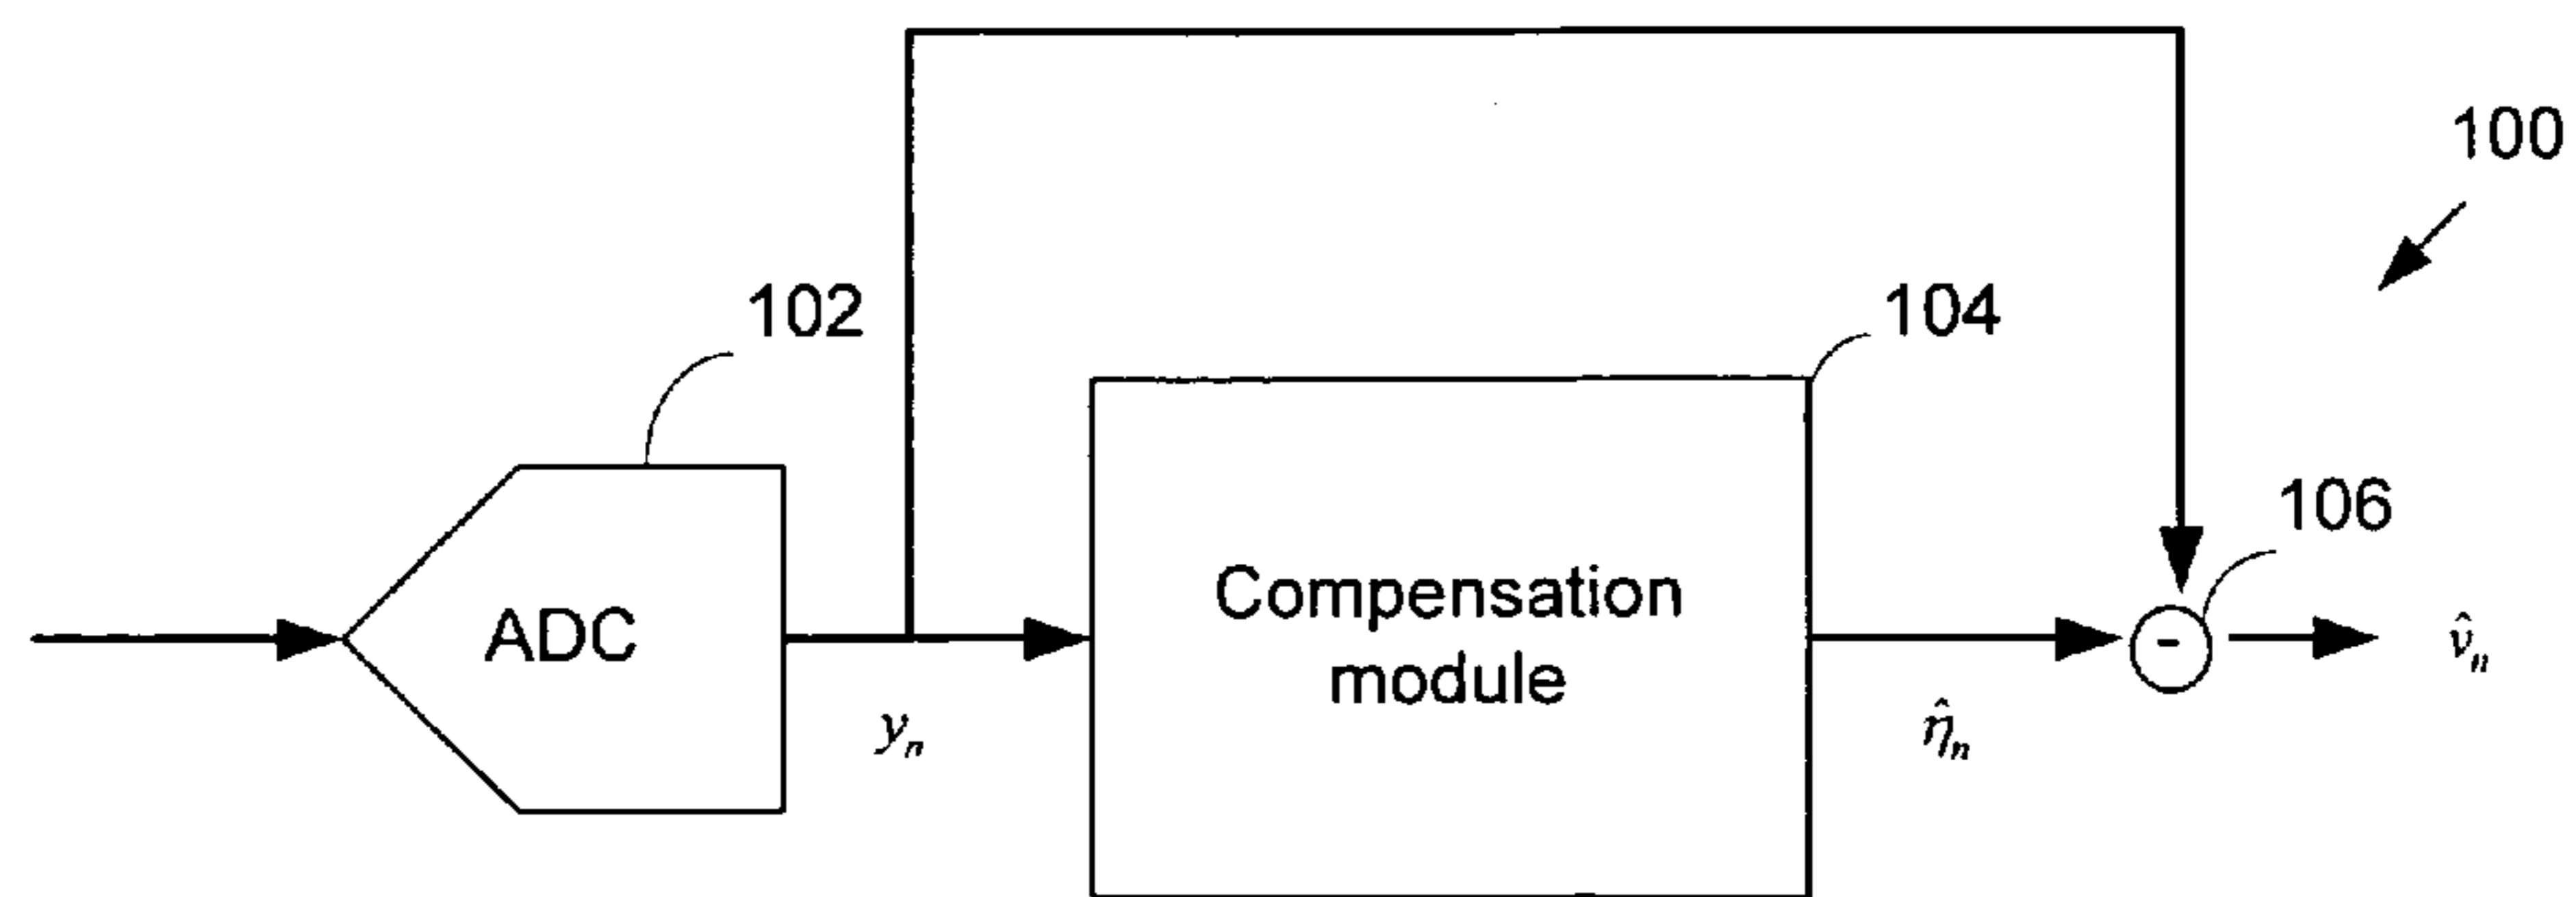 100
102
104
106
ADC
Compensation
module
-
yₙ
η̂ₙ
v̂ₙ